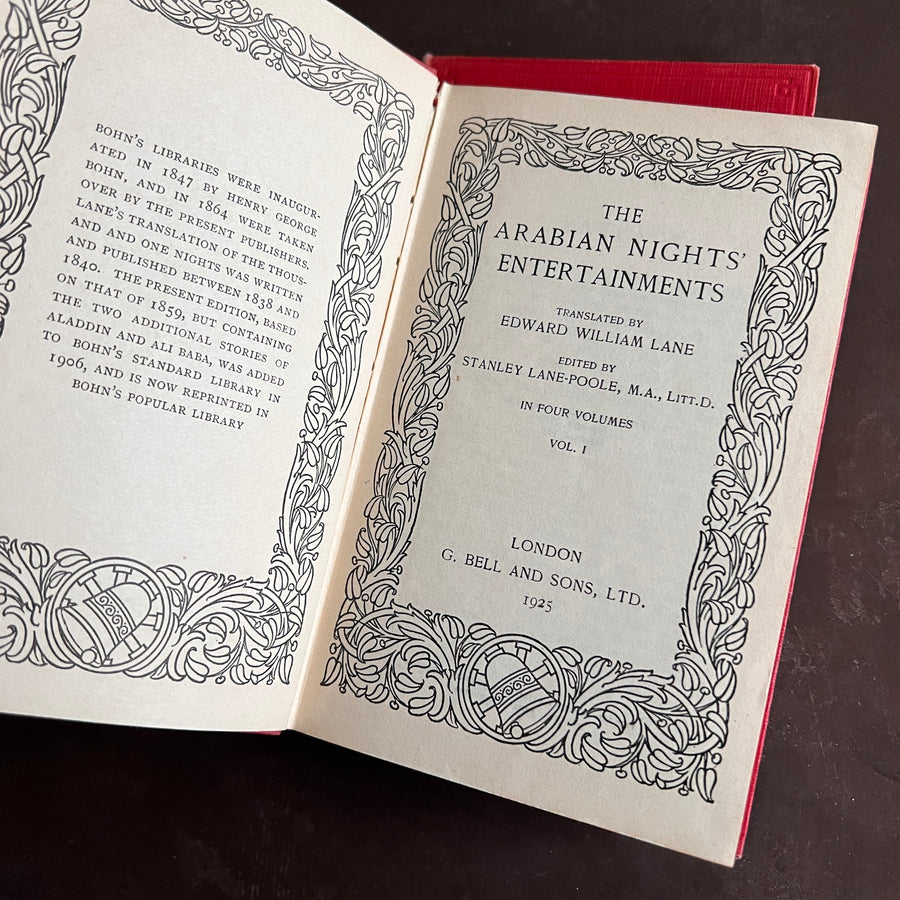 BOHN'S LIBRARIES WERE INAUGUR-
ATED IN 1847 BY HENRY GEORGE
BOHN, AND IN 1864 WERE TAKEN
OVER BY THE PRESENT PUBLISHERS.
LANE'S TRANSLATION OF THE THOUS-
AND AND ONE NIGHTS WAS WRITTEN
AND PUBLISHED BETWEEN 1838 AND
1840. THE PRESENT EDITION, BASED
ON THAT OF 1859, BUT CONTAINING
THE TWO ADDITIONAL STORIES OF
ALADDIN AND ALI BABA, WAS ADDED
TO BOHN'S STANDARD LIBRARY IN
1906, AND IS NOW REPRINTED IN
BOHN'S POPULAR LIBRARY
THE
ARABIAN NIGHTS'
ENTERTAINMENTS
TRANSLATED BY
EDWARD WILLIAM LANE
EDITED BY
STANLEY LANE-POOLE, M.A., LITT.D.
IN FOUR VOLUMES
VOL. I
LONDON
G. BELL AND SONS, LTD.
1925